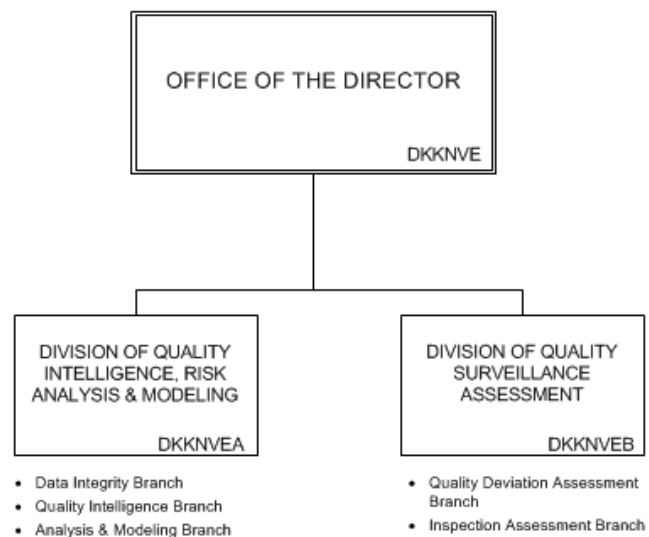 OFFICE OF THE DIRECTOR
DKKNVE
DIVISION OF QUALITY
INTELLIGENCE, RISK
ANALYSIS & MODELING
DKKNVEA
• Data Integrity Branch
• Quality Intelligence Branch
• Analysis & Modeling Branch
DIVISION OF QUALITY
SURVEILLANCE
ASSESSMENT
DKKNVEB
• Quality Deviation Assessment
Branch
• Inspection Assessment Branch